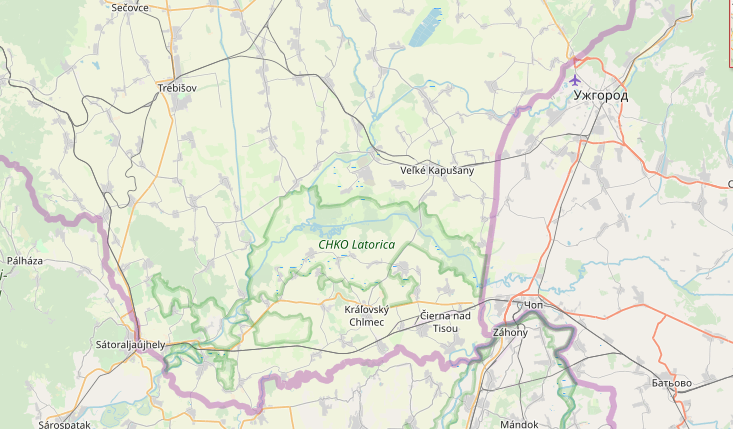 Sečovce
Trebišov
Ужгород
Veľké Kapušany
CHKO Latorica
Pálháza
Чоп
Kráľovský
Chlmec
Čierna nad
Tisou
Záhony
Sátoraljaújhely
Батьово
Sárospatak
Mándok